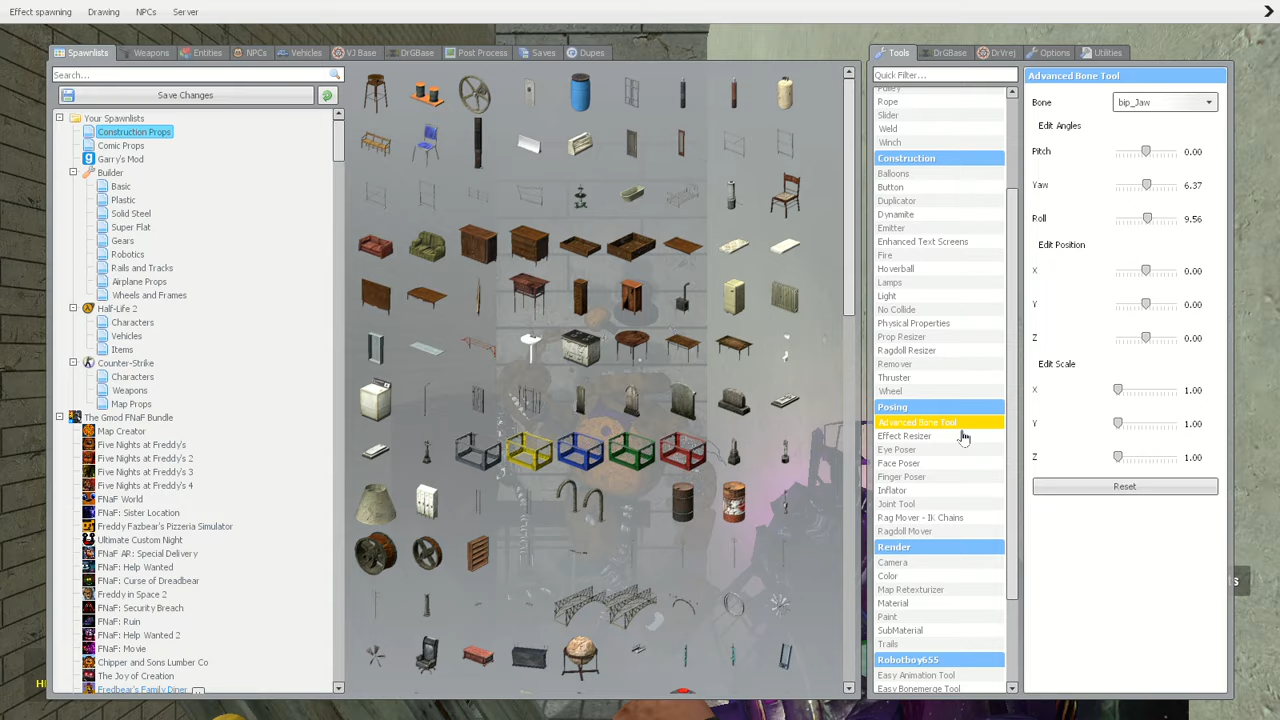 Effect spawning Drawing NPCs Server
Spawnlists Weapons Entities NPCs Vehicles VJ Base DrGBase Post Process Saves Dupes
Search...
Save Changes
Your Spawnlists
Construction Props
Comic Props
Garry's Mod
Builder
Basic
Plastic
Solid Steel
Super Flat
Gears
Robotics
Rails and Tracks
Airplane Props
Wheels and Frames
Half-Life 2
Characters
Vehicles
Items
Counter-Strike
Characters
Weapons
Map Props
The Gmod FNaF Bundle
Map Creator
Five Nights at Freddy's
Five Nights at Freddy's 2
Five Nights at Freddy's 3
Five Nights at Freddy's 4
FNaF World
FNaF: Sister Location
Freddy Fazbear's Pizzeria Simulator
Ultimate Custom Night
FNaF AR: Special Delivery
FNaF: Help Wanted
FNaF: Curse of Dreadbear
Freddy in Space 2
FNaF: Security Breach
FNaF: Ruin
FNaF: Help Wanted 2
FNaF: Movie
Chipper and Sons Lumber Co
The Joy of Creation
Fredbear's Family Diner
Tools DrGBase DrVrej Options Utilities
Quick Filter...
Pulley
Rope
Slider
Weld
Winch
Construction
Balloons
Button
Duplicator
Dynamite
Emitter
Enhanced Text Screens
Fire
Hoverball
Lamps
Light
No Collide
Physical Properties
Prop Resizer
Ragdoll Resizer
Remover
Thruster
Wheel
Posing
Advanced Bone Tool
Effect Resizer
Eye Poser
Face Poser
Finger Poser
Inflator
Joint Tool
Rag Mover - IK Chains
Ragdoll Mover
Render
Camera
Color
Map Retexturizer
Material
Paint
SubMaterial
Trails
Robotboy655
Easy Animation Tool
Easy Bonemerge Tool
Advanced Bone Tool
Bone bip_Jaw
Edit Angles
Pitch 0.00
Yaw 6.37
Roll 9.56
Edit Position
X 0.00
Y 0.00
Z 0.00
Edit Scale
X 1.00
Y 1.00
Z 1.00
Reset